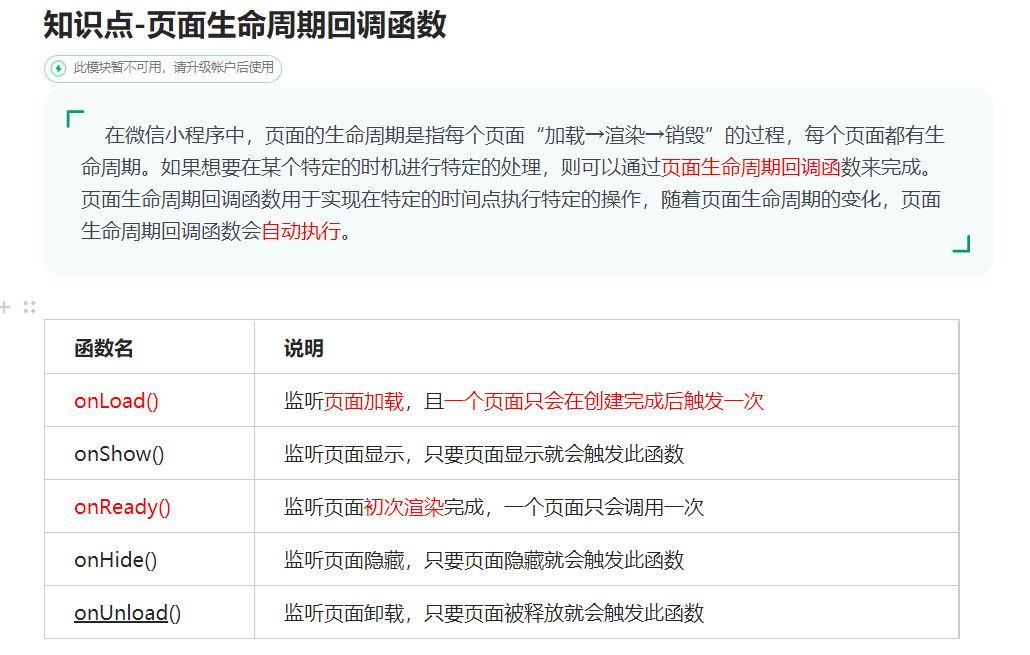 知识点-页面生命周期回调函数
此模块暂不可用，请升级帐户后使用
在微信小程序中，页面的生命周期是指每个页面“加载→渲染→销毁”的过程，每个页面都有生
命周期。如果想要在某个特定的时机进行特定的处理，则可以通过页面生命周期回调函数来完成。
页面生命周期回调函数用于实现在特定的时间点执行特定的操作，随着页面生命周期的变化，页面
生命周期回调函数会自动执行。
函数名 说明
onLoad() 监听页面加载，且一个页面只会在创建完成后触发一次
onShow() 监听页面显示，只要页面显示就会触发此函数
onReady() 监听页面初次渲染完成，一个页面只会调用一次
onHide() 监听页面隐藏，只要页面隐藏就会触发此函数
onUnload() 监听页面卸载，只要页面被释放就会触发此函数